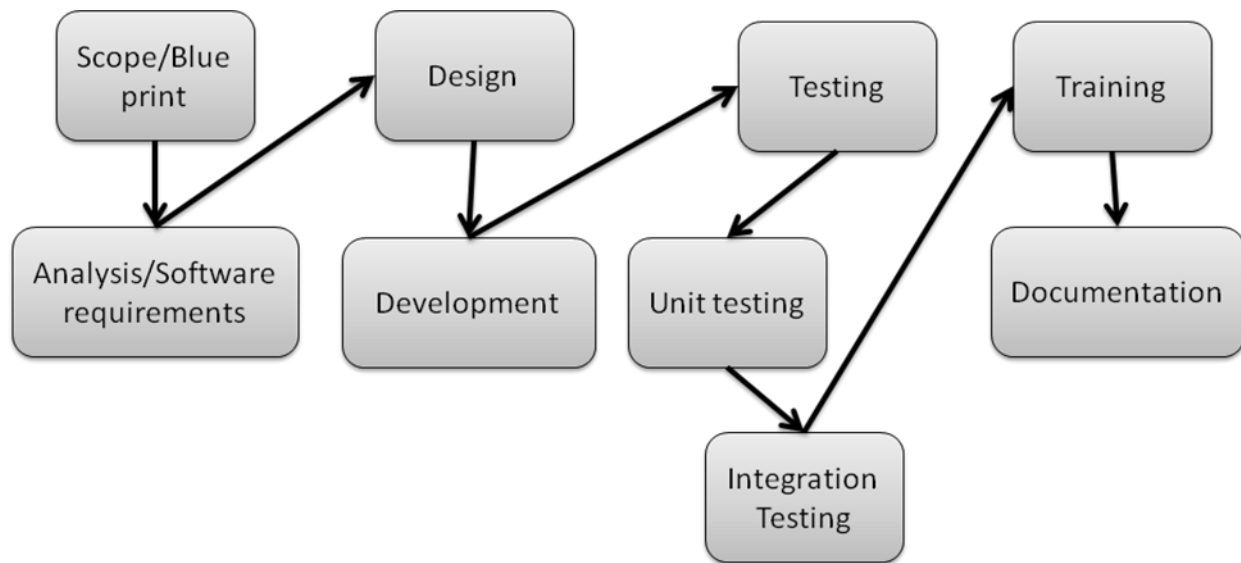 Scope/Blue
print
Analysis/Software
requirements
Design
Development
Testing
Unit testing
Integration
Testing
Training
Documentation